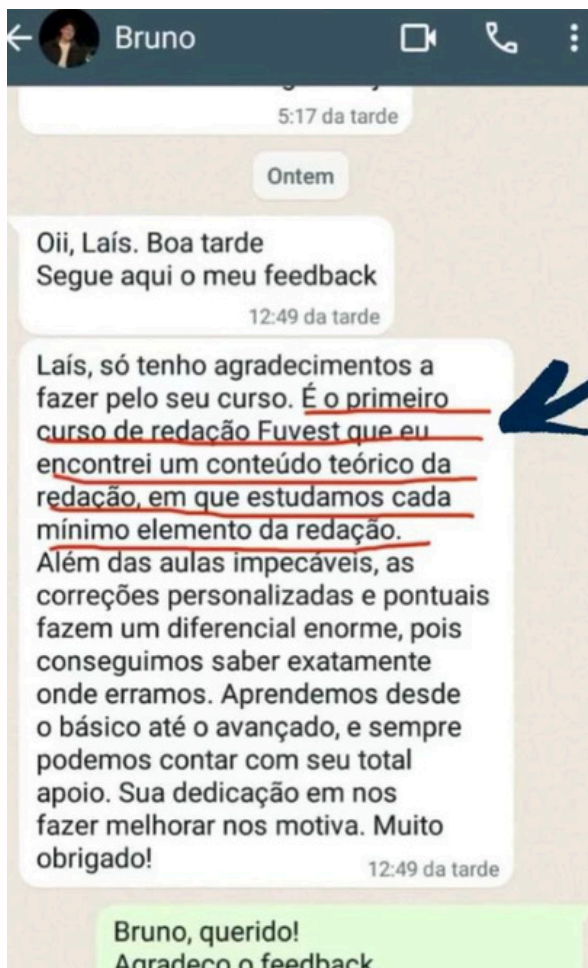 Bruno
5:17 da tarde
Ontem
Oii, Laís. Boa tarde
Segue aqui o meu feedback
12:49 da tarde
Laís, só tenho agradecimentos a
fazer pelo seu curso. É o primeiro
curso de redação Fuvest que eu
encontrei um conteúdo teórico da
redação, em que estudamos cada
mínimo elemento da redação.
Além das aulas impecáveis, as
correções personalizadas e pontuais
fazem um diferencial enorme, pois
conseguimos saber exatamente
onde erramos. Aprendemos desde
o básico até o avançado, e sempre
podemos contar com seu total
apoio. Sua dedicação em nos
fazer melhorar nos motiva. Muito
obrigado!
12:49 da tarde
Bruno, querido!
Agradeço o feedback